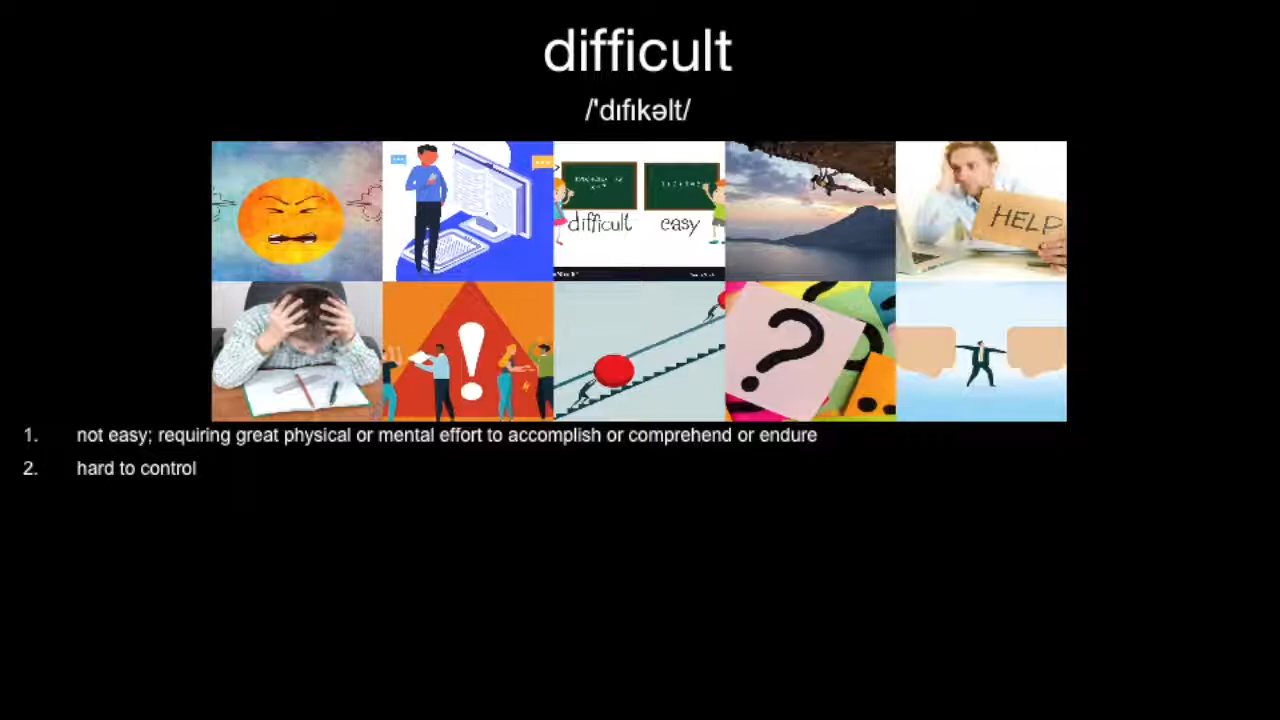 difficult
/ˈdɪfɪkəlt/
difficult easy
HELP
!
?
1. not easy; requiring great physical or mental effort to accomplish or comprehend or endure
2. hard to control